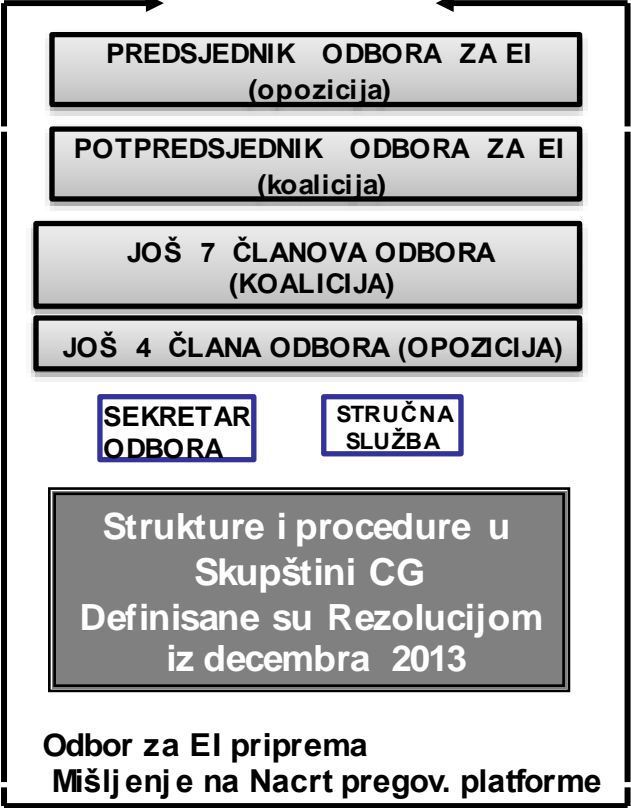 PREDSJEDNIK ODBORA ZA EI
(opozicija)
POTPREDSJEDNIK ODBORA ZA EI
(koalicija)
JOŠ 7 ČLANOVA ODBORA
(KOALICIJA)
JOŠ 4 ČLANA ODBORA (OPOZICIJA)
SEKRETAR
ODBORA
STRUČNA
SLUŽBA
Strukture i procedure u
Skupštini CG
Definisane su Rezolucijom
iz decembra 2013
Odbor za EI priprema
Mišljenje na Nacrt pregov. platforme